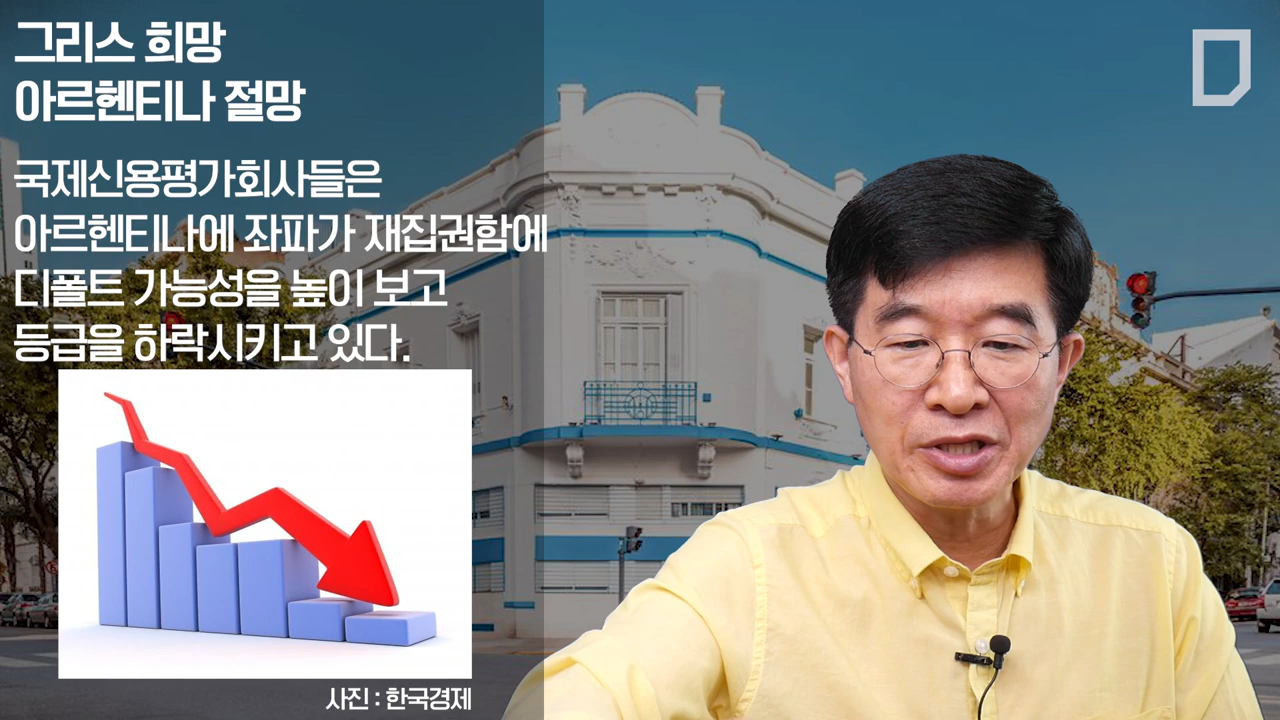 그리스 희망
아르헨티나 절망
국제신용평가회사들은
아르헨티나에 좌파가 재집권함에
디폴트 가능성을 높이 보고
등급을 하락시키고 있다.
사진 : 한국경제